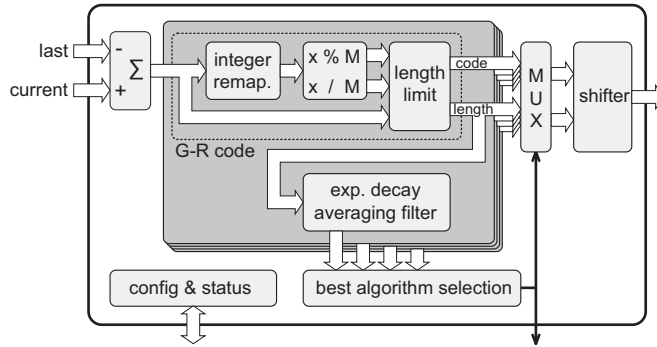 last
current
-
+
Σ
integer
remap.
x % M
x / M
length
limit
code
length
G-R code
exp. decay
averaging filter
M
U
X
shifter
config & status
best algorithm selection